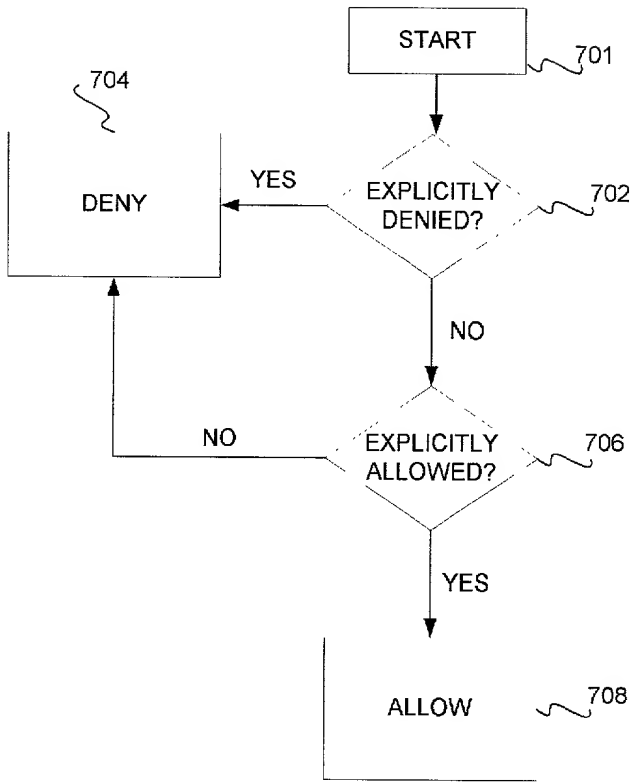 START
701
704
YES
EXPLICITLY
DENIED?
702
DENY
NO
NO
EXPLICITLY
ALLOWED?
706
YES
ALLOW
708